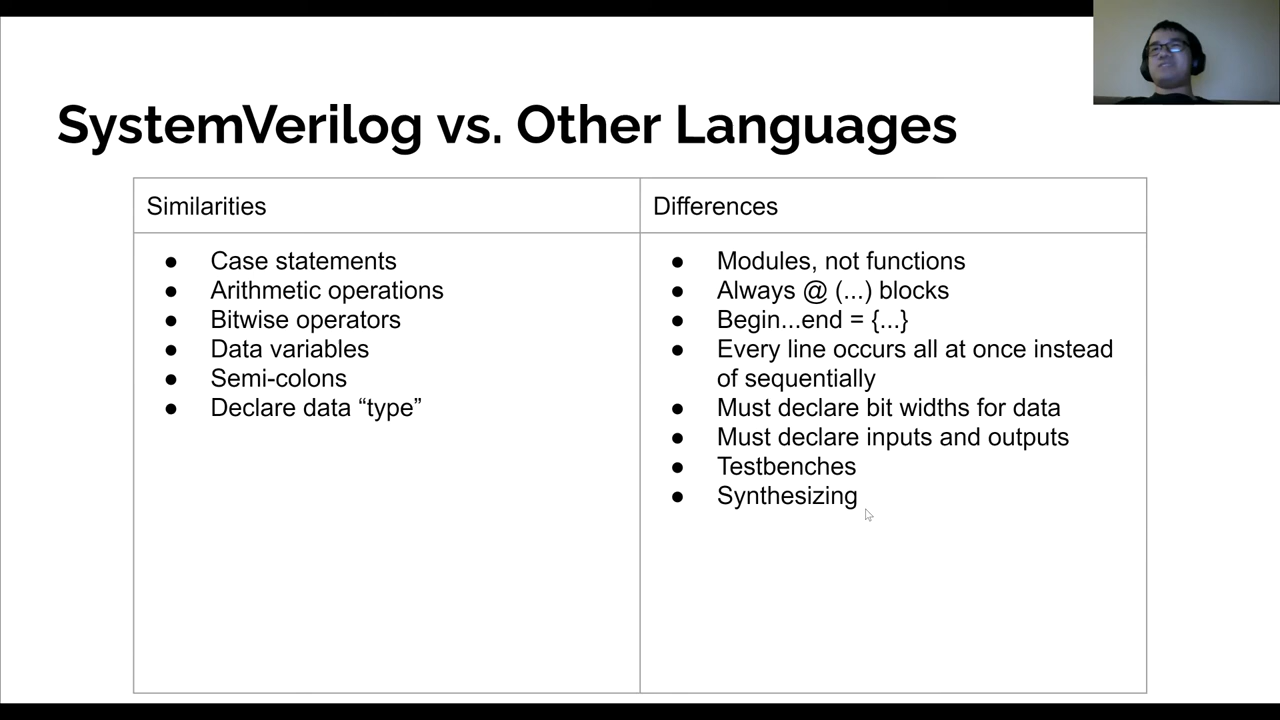 SystemVerilog vs. Other Languages
Similarities
● Case statements
● Arithmetic operations
● Bitwise operators
● Data variables
● Semi-colons
● Declare data “type”
Differences
● Modules, not functions
● Always @ (...) blocks
● Begin...end = {...}
● Every line occurs all at once instead
of sequentially
● Must declare bit widths for data
● Must declare inputs and outputs
● Testbenches
● Synthesizing